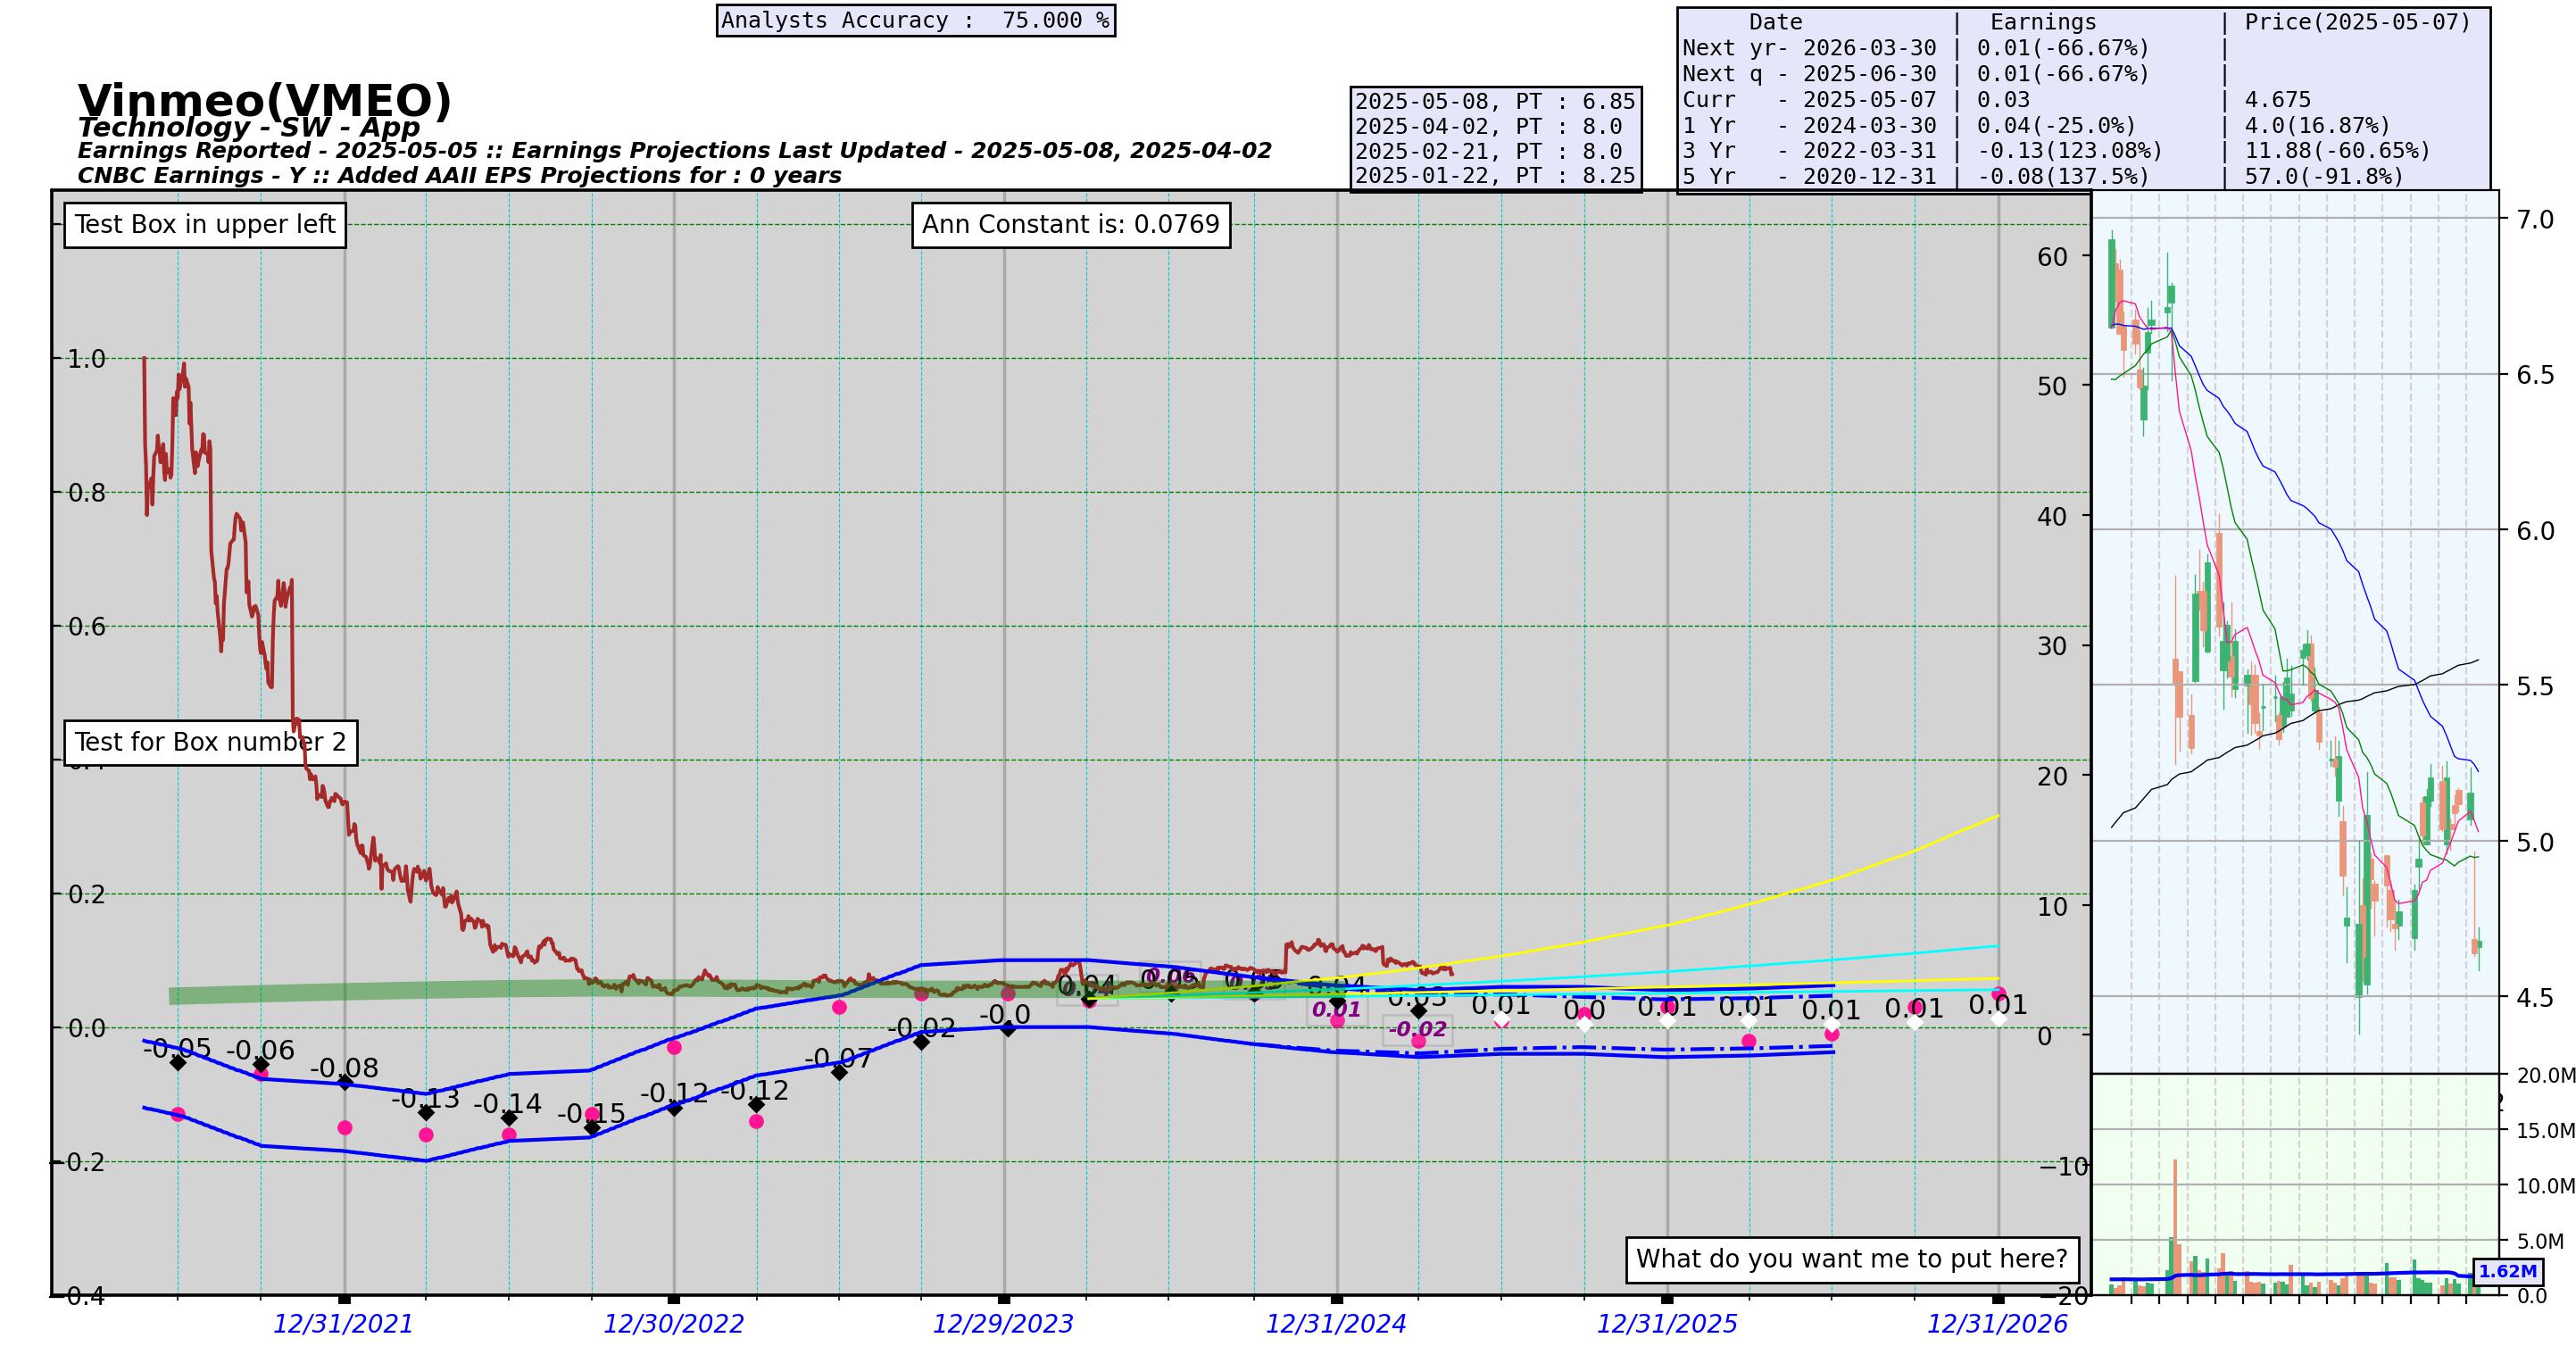 Analysts Accuracy :  75.000 %
Date | Earnings | Price(2025-05-07)
Next yr- 2026-03-30 | 0.01(-66.67%) |
Next q - 2025-06-30 | 0.01(-66.67%) |
Curr - 2025-05-07 | 0.03 | 4.675
1 Yr - 2024-03-30 | 0.04(-25.0%) | 4.0(16.87%)
3 Yr - 2022-03-31 | -0.13(123.08%) | 11.88(-60.65%)
5 Yr - 2020-12-31 | -0.08(137.5%) | 57.0(-91.8%)
Vinmeo(VMEO)
Technology - SW - App
Earnings Reported - 2025-05-05 :: Earnings Projections Last Updated - 2025-05-08, 2025-04-02
CNBC Earnings - Y :: Added AAII EPS Projections for : 0 years
2025-05-08, PT : 6.85
2025-04-02, PT : 8.0
2025-02-21, PT : 8.0
2025-01-22, PT : 8.25
Test Box in upper left
Ann Constant is: 0.0769
1.0
0.8
0.6
Test for Box number 2
0.2
0.0
-0.2
-0.4
-0.05
-0.06
-0.08
-0.13
-0.14
-0.15
-0.12
-0.12
-0.07
-0.02
-0.0
0.04
0.04
0.01
0.03
-0.02
0.01
0.0
0.01
0.01
0.01
0.01
0.01
What do you want me to put here?
60
50
40
30
20
10
0
−10
−20
7.0
6.5
6.0
5.5
5.0
4.5
20.0M
15.0M
10.0M
5.0M
1.62M
0.0
12/31/2021
12/30/2022
12/29/2023
12/31/2024
12/31/2025
12/31/2026